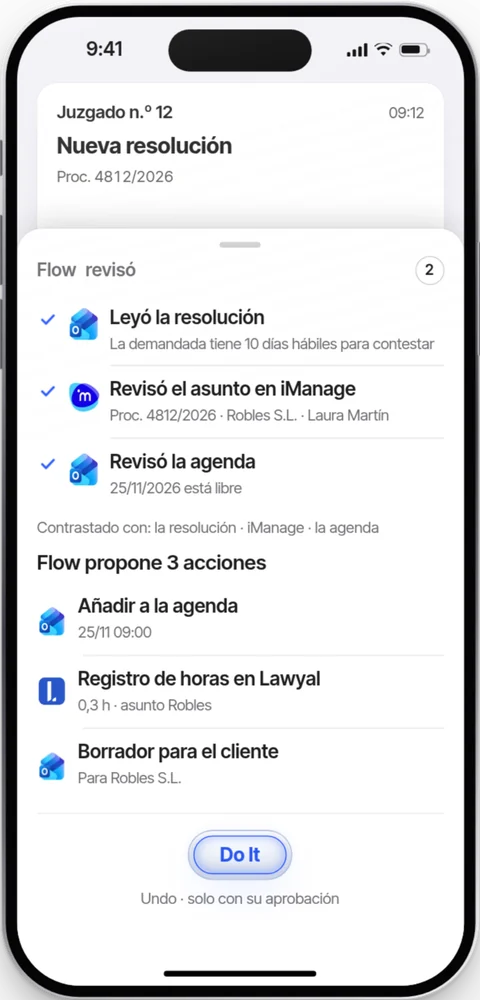 9:41
Juzgado n.º 12
09:12
Nueva resolución
Proc. 4812/2026
Flow revisó
2
Leyó la resolución
La demandada tiene 10 días hábiles para contestar
Revisó el asunto en iManage
Proc. 4812/2026 · Robles S.L. · Laura Martín
Revisó la agenda
25/11/2026 está libre
Contrastado con: la resolución · iManage · la agenda
Flow propone 3 acciones
Añadir a la agenda
25/11 09:00
Registro de horas en Lawyal
0,3 h · asunto Robles
Borrador para el cliente
Para Robles S.L.
Do It
Undo · solo con su aprobación